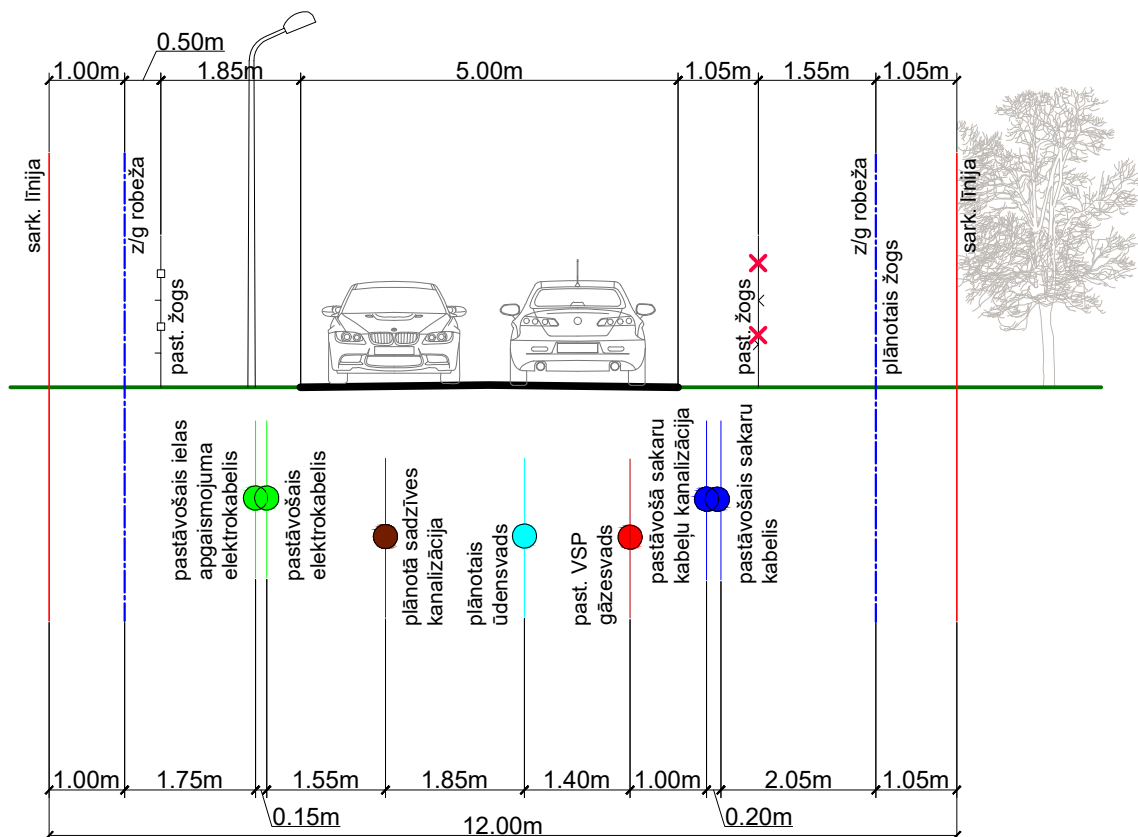 0.50m
1.00m
1.85m
5.00m
1.05m
1.55m
1.05m
sark. līnija
z/g robeža
past. žogs
past. žogs
z/g robeža
plānotais žogs
sark. līnija
pastāvošais ielas
apgaismojuma
elektrokabelis
pastāvošais
elektrokabelis
plānotā sadzīves
kanalizācija
plānotais
ūdensvads
past. VSP
gāzesvads
pastāvošā sakaru
kabeļu kanalizācija
pastāvošais sakaru
kabelis
1.00m
1.75m
1.55m
1.85m
1.40m
1.00m
2.05m
1.05m
0.15m
0.20m
12.00m